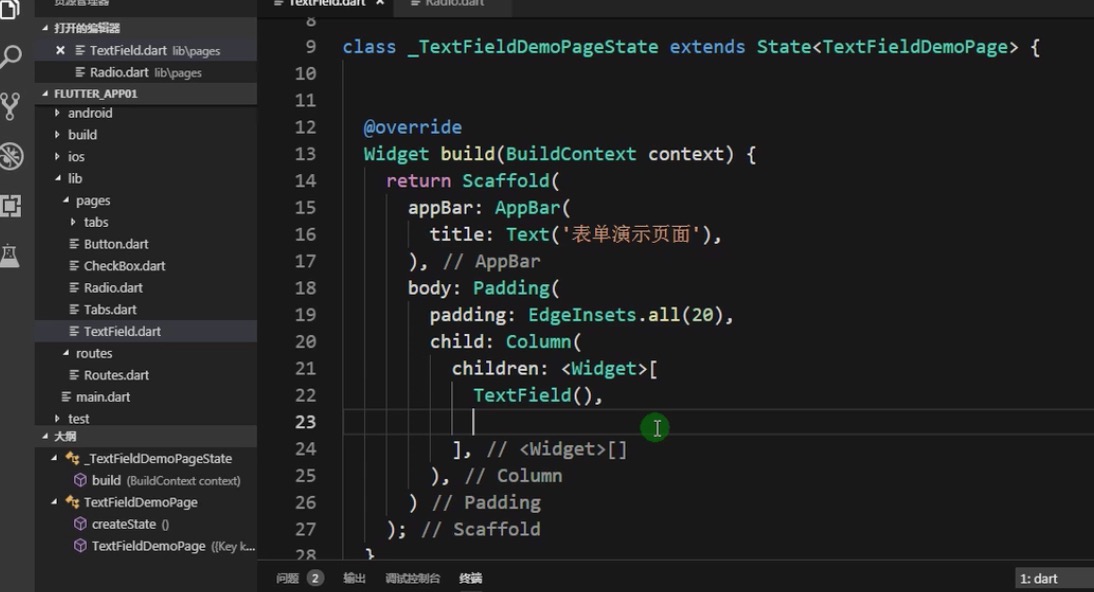 资源管理器
打开的编辑器
TextField.dart lib\pages
Radio.dart lib\pages
FLUTTER_APP01
android
build
ios
lib
pages
tabs
Button.dart
CheckBox.dart
Radio.dart
Tabs.dart
TextField.dart
routes
Routes.dart
main.dart
test
大纲
_TextFieldDemoPageState
build (BuildContext context)
TextFieldDemoPage
createState ()
TextFieldDemoPage ({Key k...
TextField.dart Radio.dart
8
9 class _TextFieldDemoPageState extends State<TextFieldDemoPage> {
10
11
12 @override
13 Widget build(BuildContext context) {
14 return Scaffold(
15 appBar: AppBar(
16 title: Text('表单演示页面'),
17 ), // AppBar
18 body: Padding(
19 padding: EdgeInsets.all(20),
20 child: Column(
21 children: <Widget>[
22 TextField(),
23
24 ], // <Widget>[]
25 ), // Column
26 ) // Padding
27 ); // Scaffold
28 }
问题 2 输出 调试控制台 终端 1: dart